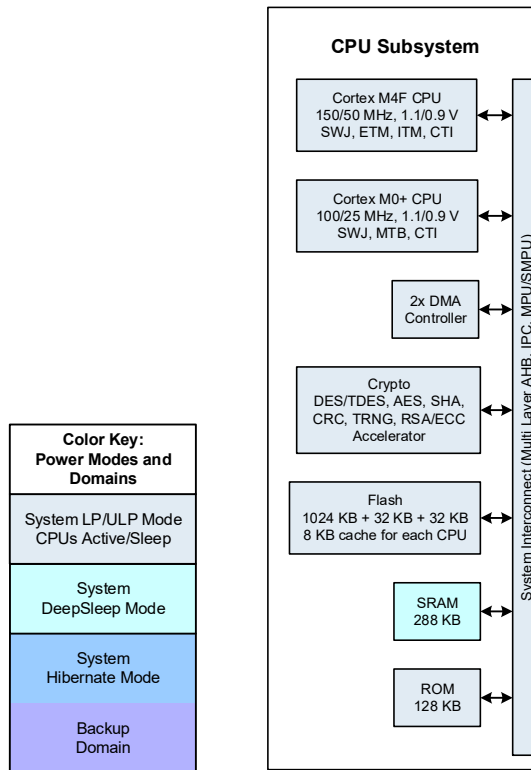 CPU Subsystem
Cortex M4F CPU
150/50 MHz, 1.1/0.9 V
SWJ, ETM, ITM, CTI
Cortex M0+ CPU
100/25 MHz, 1.1/0.9 V
SWJ, MTB, CTI
2x DMA
Controller
Crypto
DES/TDES, AES, SHA,
CRC, TRNG, RSA/ECC
Accelerator
Flash
1024 KB + 32 KB + 32 KB
8 KB cache for each CPU
SRAM
288 KB
ROM
128 KB
System Interconnect (Multi Layer AHB, IPC, MPU/SMPU)
Color Key:
Power Modes and
Domains
System LP/ULP Mode
CPUs Active/Sleep
System
DeepSleep Mode
System
Hibernate Mode
Backup
Domain